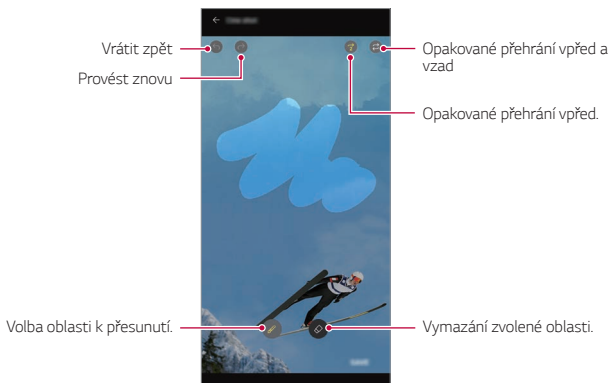 Vrátit zpět
Provést znovu
Opakované přehrání vpřed a
vzad
Opakované přehrání vpřed.
Volba oblasti k přesunutí.
Vymazání zvolené oblasti.